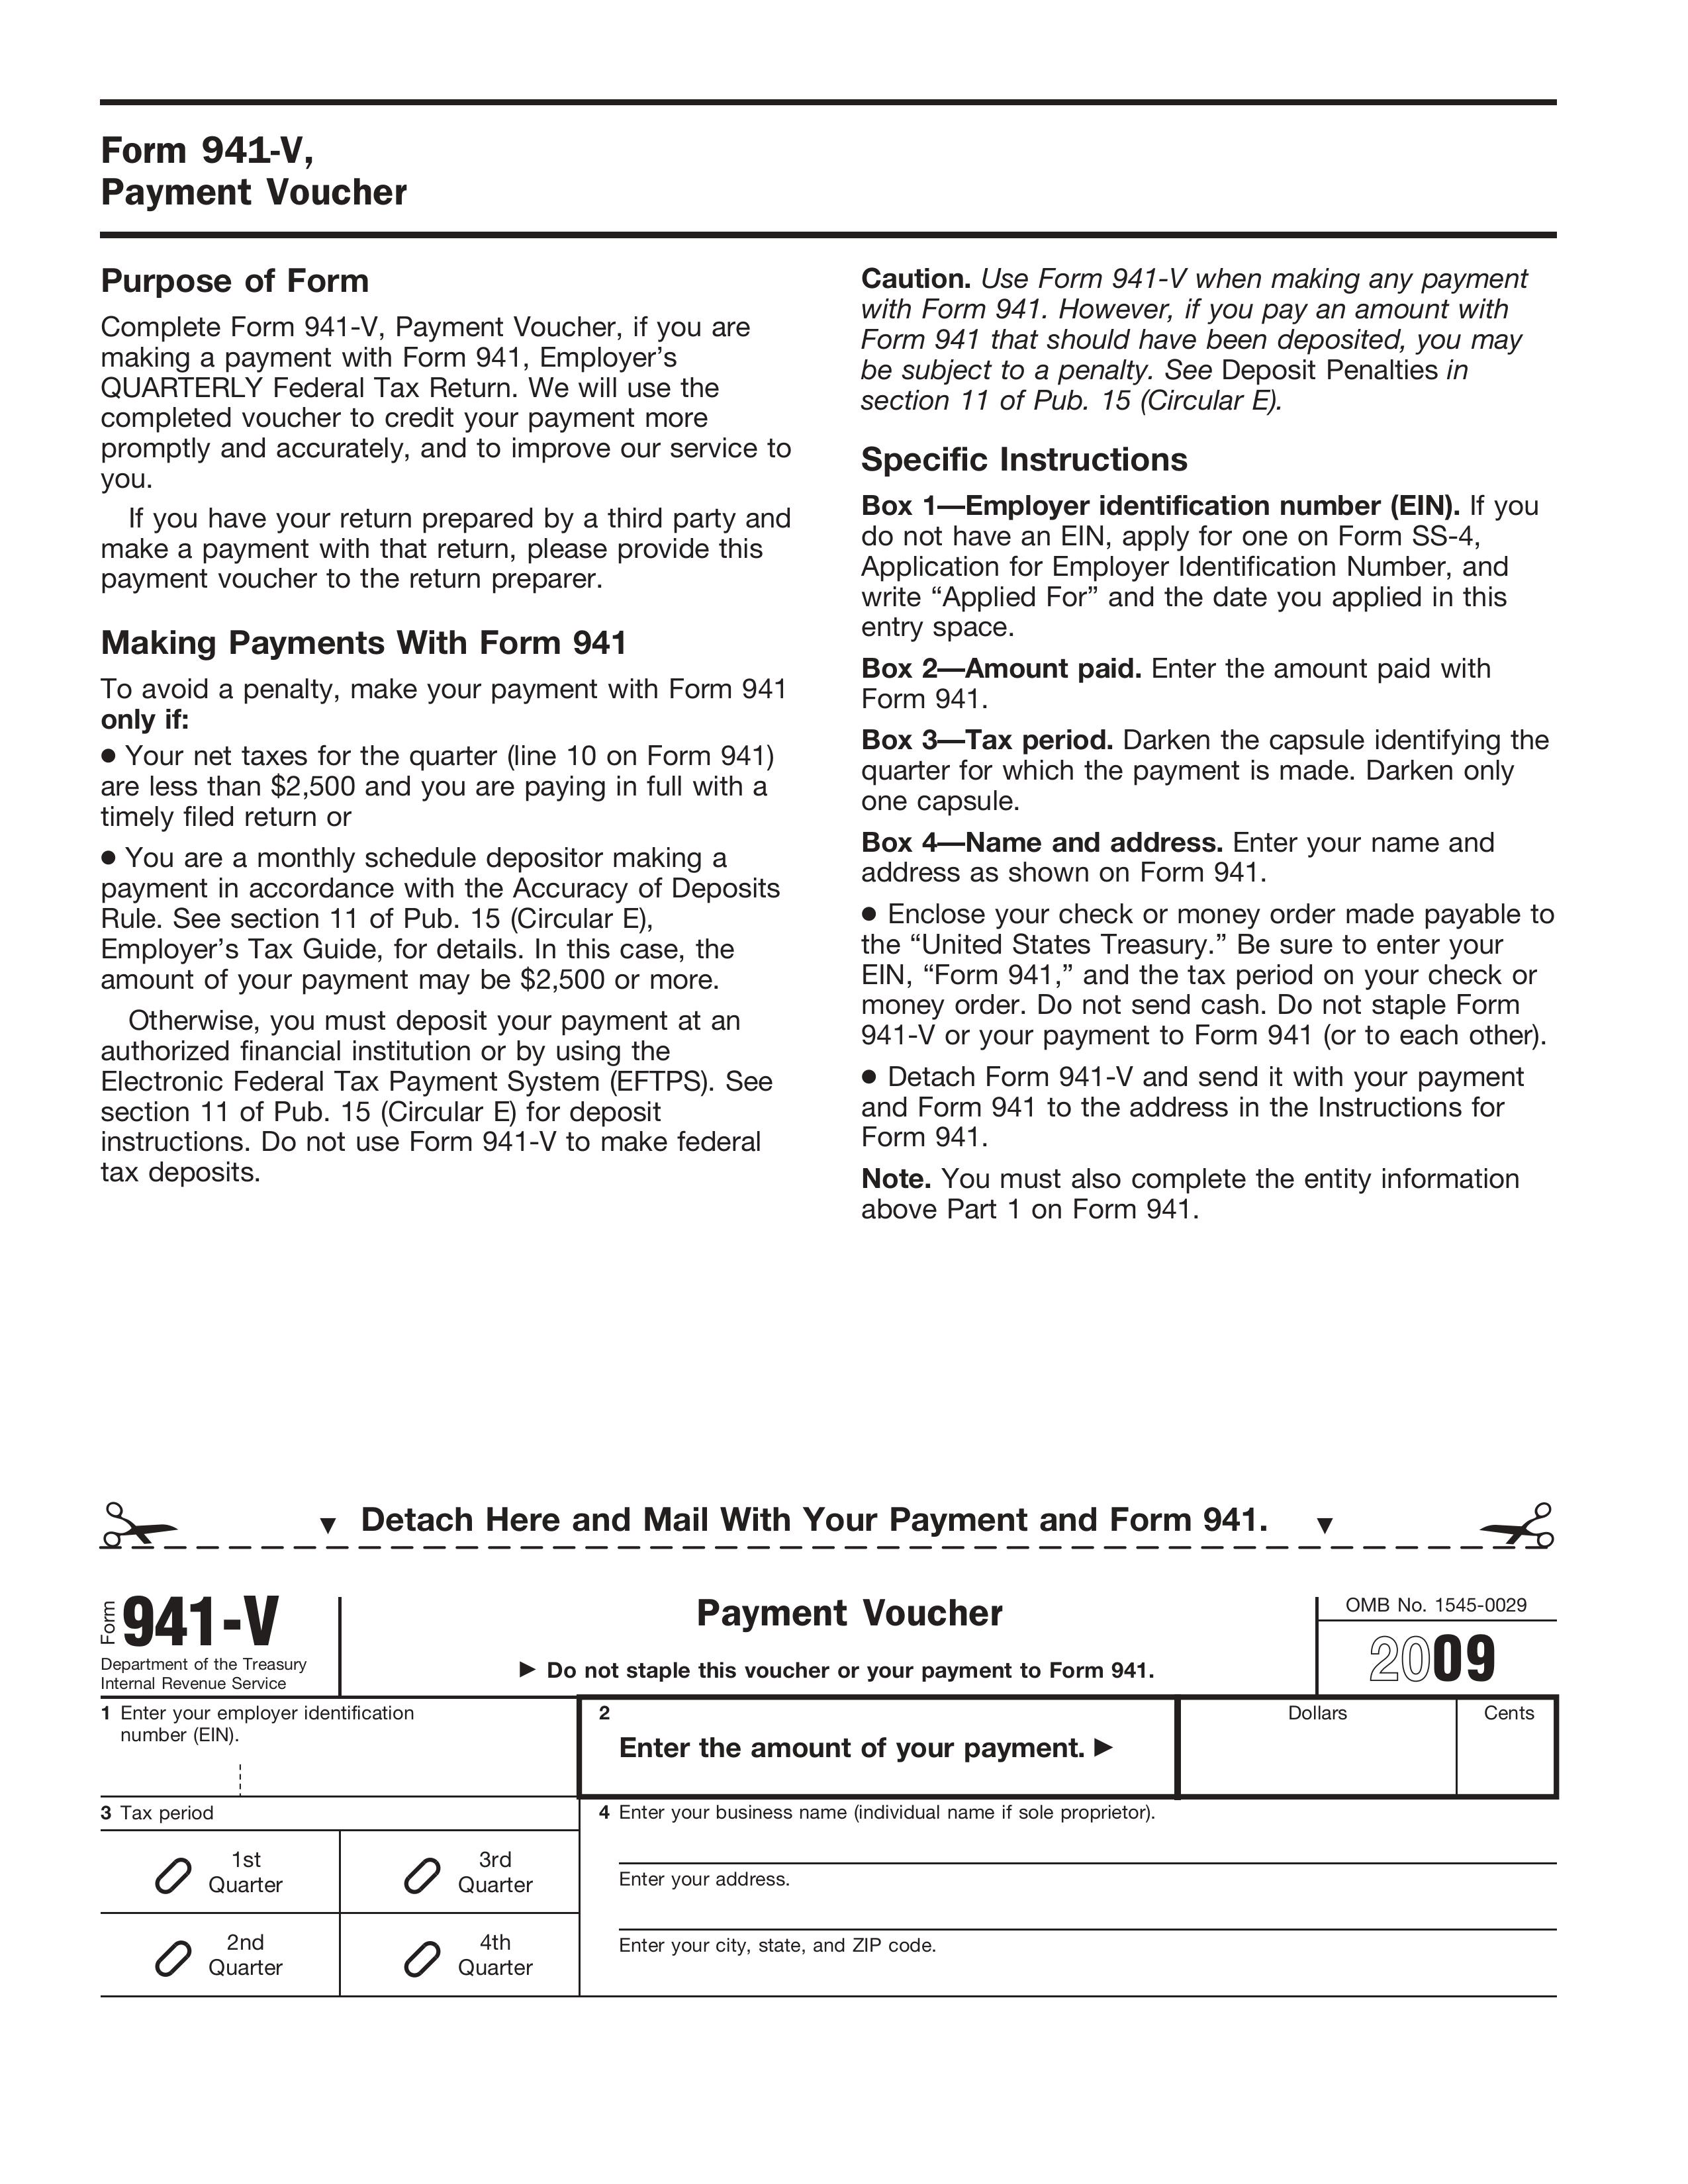 Form 941-V,
Payment Voucher
Purpose of Form
Complete Form 941-V, Payment Voucher, if you are
making a payment with Form 941, Employer’s
QUARTERLY Federal Tax Return. We will use the
completed voucher to credit your payment more
promptly and accurately, and to improve our service to
you.
If you have your return prepared by a third party and
make a payment with that return, please provide this
payment voucher to the return preparer.
Making Payments With Form 941
To avoid a penalty, make your payment with Form 941
only if:
● Your net taxes for the quarter (line 10 on Form 941)
are less than $2,500 and you are paying in full with a
timely filed return or
● You are a monthly schedule depositor making a
payment in accordance with the Accuracy of Deposits
Rule. See section 11 of Pub. 15 (Circular E),
Employer’s Tax Guide, for details. In this case, the
amount of your payment may be $2,500 or more.
Otherwise, you must deposit your payment at an
authorized financial institution or by using the
Electronic Federal Tax Payment System (EFTPS). See
section 11 of Pub. 15 (Circular E) for deposit
instructions. Do not use Form 941-V to make federal
tax deposits.
Caution. Use Form 941-V when making any payment
with Form 941. However, if you pay an amount with
Form 941 that should have been deposited, you may
be subject to a penalty. See Deposit Penalties in
section 11 of Pub. 15 (Circular E).
Specific Instructions
Box 1—Employer identification number (EIN). If you
do not have an EIN, apply for one on Form SS-4,
Application for Employer Identification Number, and
write “Applied For” and the date you applied in this
entry space.
Box 2—Amount paid. Enter the amount paid with
Form 941.
Box 3—Tax period. Darken the capsule identifying the
quarter for which the payment is made. Darken only
one capsule.
Box 4—Name and address. Enter your name and
address as shown on Form 941.
● Enclose your check or money order made payable to
the “United States Treasury.” Be sure to enter your
EIN, “Form 941,” and the tax period on your check or
money order. Do not send cash. Do not staple Form
941-V or your payment to Form 941 (or to each other).
● Detach Form 941-V and send it with your payment
and Form 941 to the address in the Instructions for
Form 941.
Note. You must also complete the entity information
above Part 1 on Form 941.
▼ Detach Here and Mail With Your Payment and Form 941. ▼
Form 941-V
Department of the Treasury
Internal Revenue Service
Payment Voucher
► Do not staple this voucher or your payment to Form 941.
OMB No. 1545-0029
2009
1 Enter your employer identification
number (EIN).
2
Enter the amount of your payment. ►
Dollars
Cents
3 Tax period
1st
Quarter
3rd
Quarter
2nd
Quarter
4th
Quarter
4 Enter your business name (individual name if sole proprietor).
Enter your address.
Enter your city, state, and ZIP code.